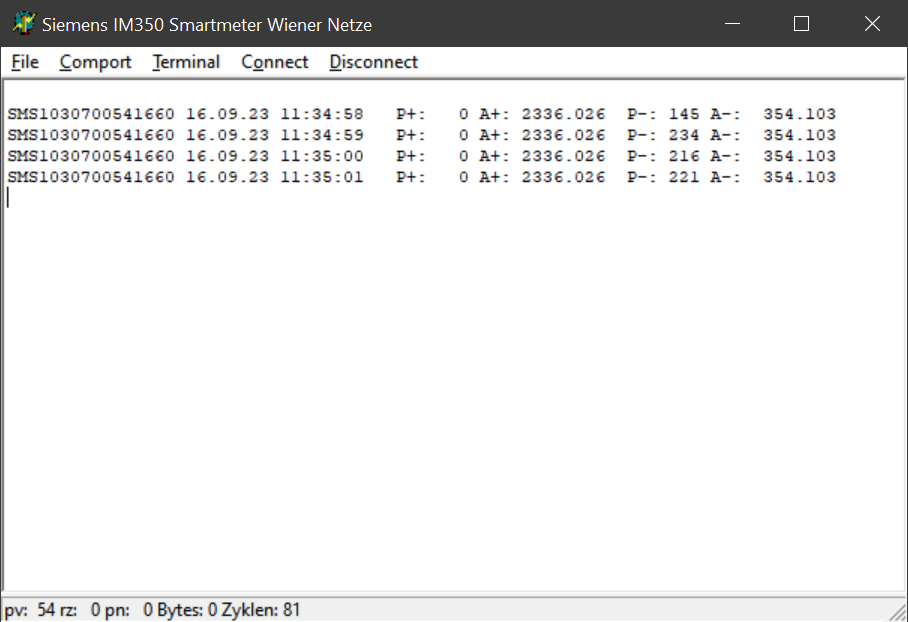 Siemens IM350 Smartmeter Wiener Netze
File Comport Terminal Connect Disconnect
SMS1030700541660 16.09.23 11:34:58 P+: 0 A+: 2336.026 P-: 145 A-: 354.103
SMS1030700541660 16.09.23 11:34:59 P+: 0 A+: 2336.026 P-: 234 A-: 354.103
SMS1030700541660 16.09.23 11:35:00 P+: 0 A+: 2336.026 P-: 216 A-: 354.103
SMS1030700541660 16.09.23 11:35:01 P+: 0 A+: 2336.026 P-: 221 A-: 354.103
pv: 54 rz: 0 pn: 0 Bytes: 0 Zyklen: 81